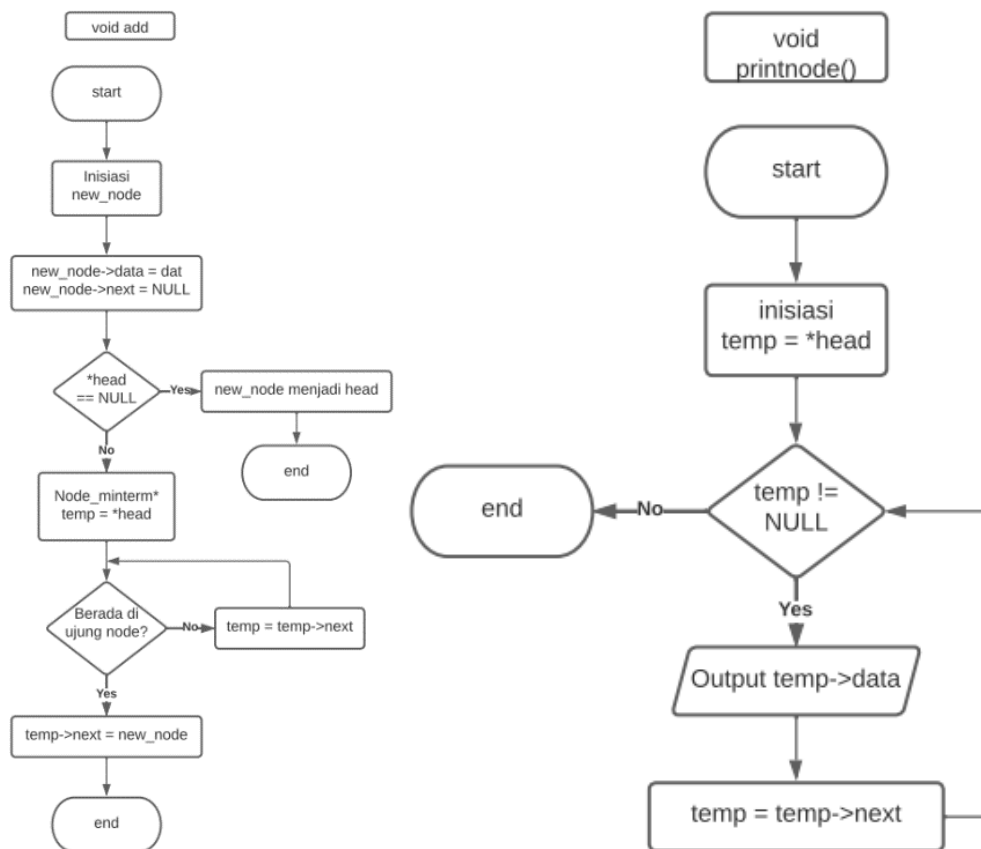 void add
start
Inisiasi
new_node
new_node->data = dat
new_node->next = NULL
*head
== NULL
Yes
new_node menjadi head
end
No
Node_minterm*
temp = *head
Berada di
ujung node?
No
temp = temp->next
Yes
temp->next = new_node
end
void
printnode()
start
inisiasi
temp = *head
temp !=
NULL
No
end
Yes
Output temp->data
temp = temp->next